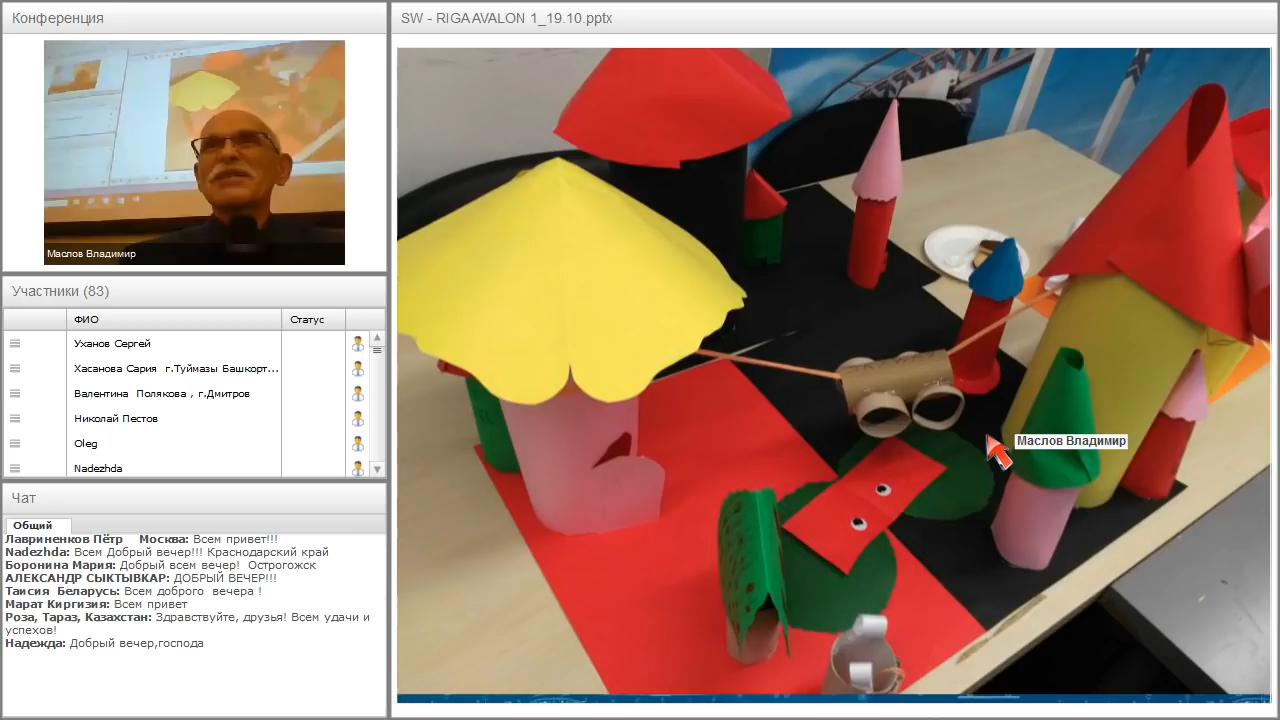 Конференция
Маслов Владимир
Участники (83)
ФИО Статус
Уханов Сергей
Хасанова Сария г.Туймазы Башкорт...
Валентина Полякова , г.Дмитров
Николай Пестов
Oleg
Nadezhda
Чат
Общий
Лавриненков Пётр Москва: Всем привет!!!
Nadezhda: Всем Добрый вечер!!! Краснодарский край
Боронина Мария: Добрый всем вечер! Острогожск
АЛЕКСАНДР СЫКТЫВКАР: ДОБРЫЙ ВЕЧЕР!!!
Таисия Беларусь: Всем доброго вечера !
Марат Киргизия: Всем привет
Роза, Тараз, Казахстан: Здравствуйте, друзья! Всем удачи и
успехов!
Надежда: Добрый вечер,господа
SW - RIGAAVALON 1_19.10.pptx
Маслов Владимир